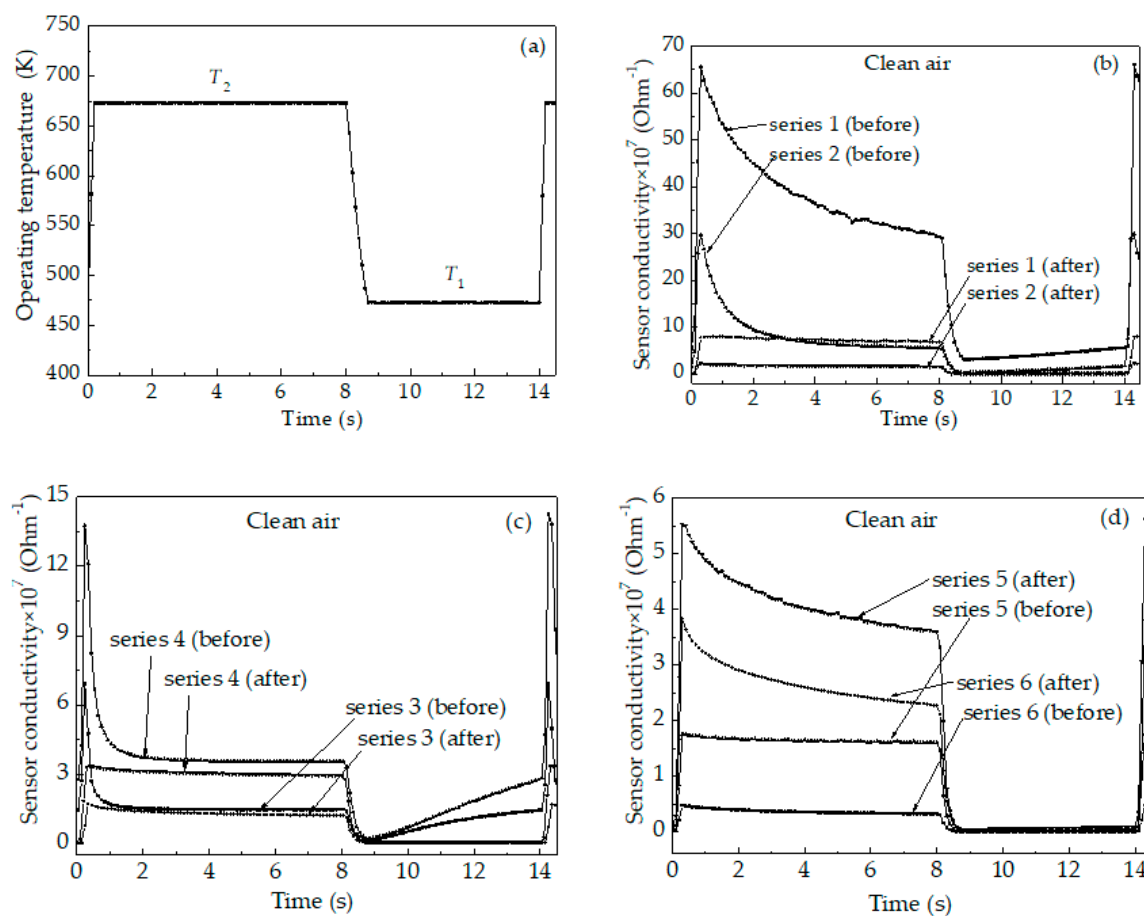 (a)
T2
T1
Operating temperature (K)
750
700
650
600
550
500
450
400
0 2 4 6 8 10 12 14
Time (s)
(b)
Clean air
series 1 (before)
series 2 (before)
series 1 (after)
series 2 (after)
Sensor conductivity×10^7 (Ohm^-1)
70
60
50
40
30
20
10
0
0 2 4 6 8 10 12 14
Time (s)
(c)
Clean air
series 4 (before)
series 4 (after)
series 3 (before)
series 3 (after)
Sensor conductivity×10^7 (Ohm^-1)
15
12
9
6
3
0
0 2 4 6 8 10 12 14
Time (s)
(d)
Clean air
series 5 (after)
series 5 (before)
series 6 (after)
series 6 (before)
Sensor conductivity×10^7 (Ohm^-1)
6
5
4
3
2
1
0
0 2 4 6 8 10 12 14
Time (s)